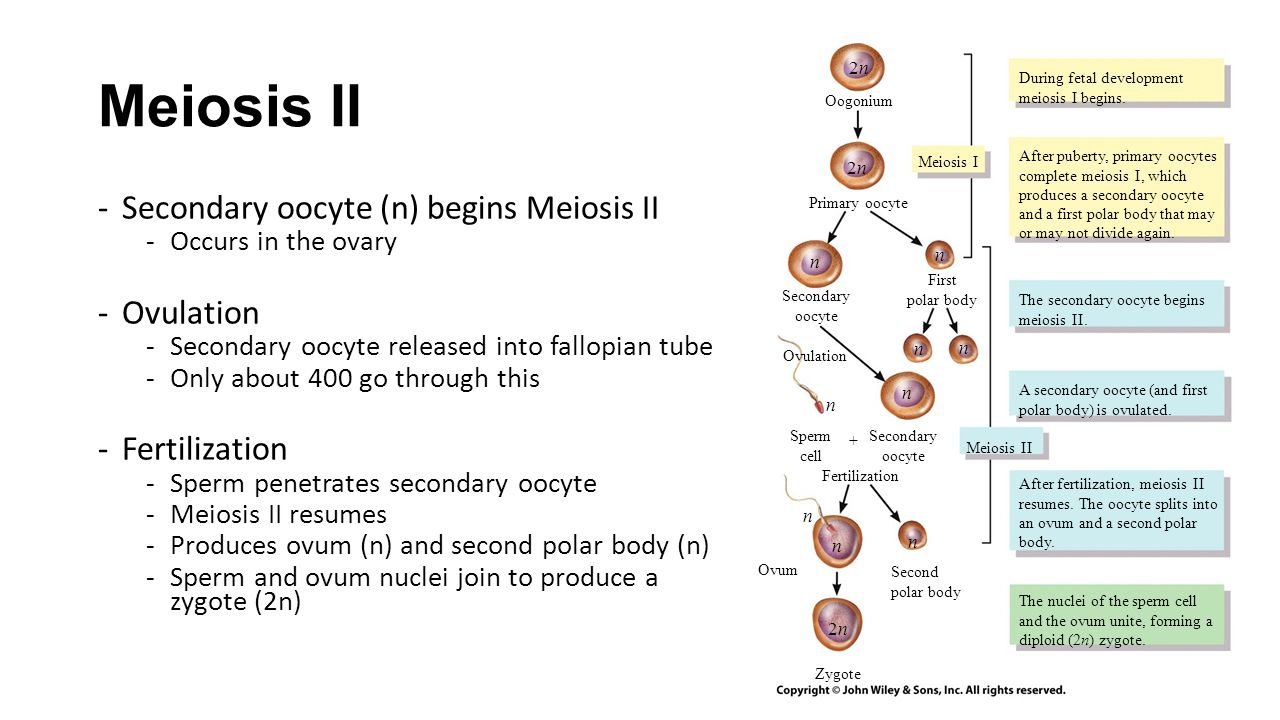 Meiosis II
- Secondary oocyte (n) begins Meiosis II
- Occurs in the ovary
- Ovulation
- Secondary oocyte released into fallopian tube
- Only about 400 go through this
- Fertilization
- Sperm penetrates secondary oocyte
- Meiosis II resumes
- Produces ovum (n) and second polar body (n)
- Sperm and ovum nuclei join to produce a
zygote (2n)
2n
Oogonium
2n
Primary oocyte
Meiosis I
n
Secondary
oocyte
n
First
polar body
n
n
Ovulation
n
n
Sperm
cell
+
Secondary
oocyte
Meiosis II
Fertilization
n
n
n
Ovum
Second
polar body
2n
Zygote
During fetal development
meiosis I begins.
After puberty, primary oocytes
complete meiosis I, which
produces a secondary oocyte
and a first polar body that may
or may not divide again.
The secondary oocyte begins
meiosis II.
A secondary oocyte (and first
polar body) is ovulated.
After fertilization, meiosis II
resumes. The oocyte splits into
an ovum and a second polar
body.
The nuclei of the sperm cell
and the ovum unite, forming a
diploid (2n) zygote.
Copyright © John Wiley & Sons, Inc. All rights reserved.